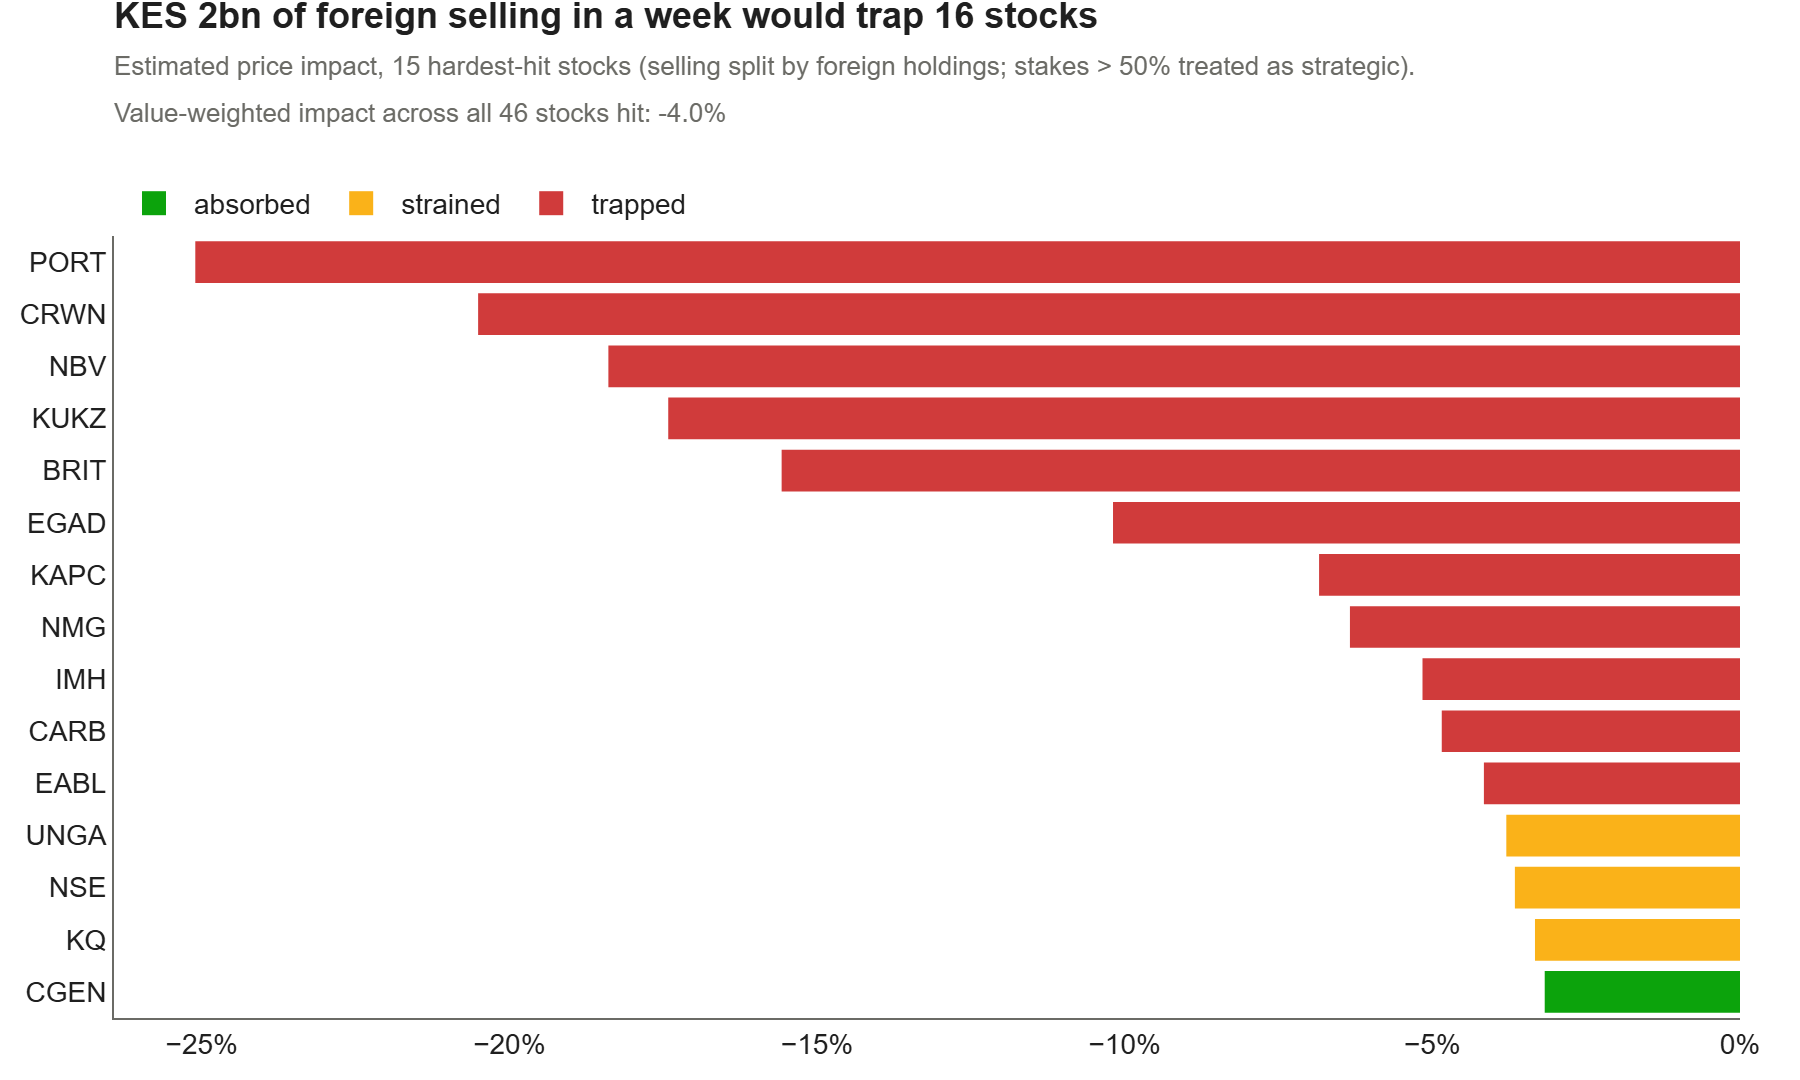 KES 2bn of foreign selling in a week would trap 16 stocks
Estimated price impact, 15 hardest-hit stocks (selling split by foreign holdings; stakes > 50% treated as strategic).
Value-weighted impact across all 46 stocks hit: -4.0%
absorbed strained trapped
PORT
CRWN
NBV
KUKZ
BRIT
EGAD
KAPC
NMG
IMH
CARB
EABL
UNGA
NSE
KQ
CGEN
−25% −20% −15% −10% −5% 0%